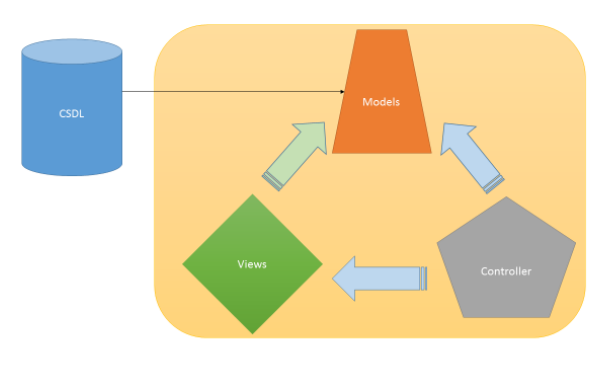 CSDL
Models
Views
Controller